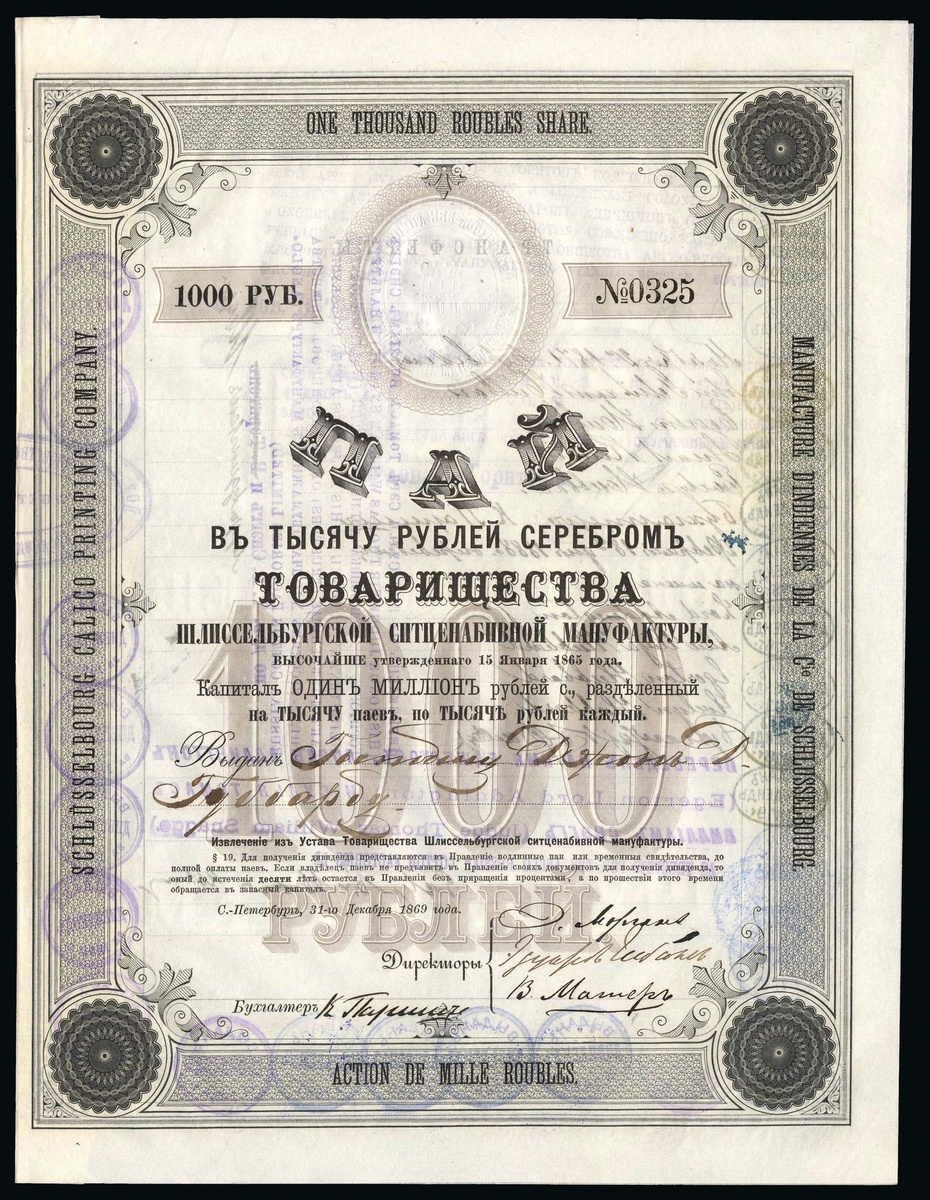 ONE THOUSAND ROUBLES SHARE.
1000 РУБ.
№0325
SCHLUSSELBOURG CALICO PRINTING COMPANY.
MANUFACTURE D'INDIENNES DE LA Cie DE SCHLUSSELBOURG.
ПАЙ
ВЪ ТЫСЯЧУ РУБЛЕЙ СЕРЕБРОМЪ
ТОВАРИЩЕСТВА
ШЛИССЕЛЬБУРГСКОЙ СИТЦЕНАБИВНОЙ МАНУФАКТУРЫ,
ВЫСОЧАЙШЕ утвержденнаго 15 Января 1865 года.
Капиталъ ОДИНЪ МИЛЛІОНЪ рублей с., раздѣленный
на ТЫСЯЧУ паевъ, по ТЫСЯЧѢ рублей каждый.
Выданъ Господину Джонъ Д.
Губбарду
1000
РУБЛЕЙ
Извлеченіе изъ Устава Товарищества Шлиссельбургской ситценабивной мануфактуры.
§ 19. Для полученія дивиденда представляются въ Правленіе подлинные паи или временныя свидѣтельства, до
полной оплаты паевъ. Если владѣлецъ паевъ не предъявитъ въ Правленіе своихъ документовъ для полученія дивиденда, то
оный до истеченія десяти лѣтъ остается въ Правленіи безъ приращенія процентами, а по прошествіи этого времени
обращается въ запасный капиталъ.
С.-Петербургъ, 31-го Декабря 1869 года.
Директоры
Д. Морганъ
В. Матеръ
Бухгалтеръ К
ACTION DE MILLE ROUBLES.